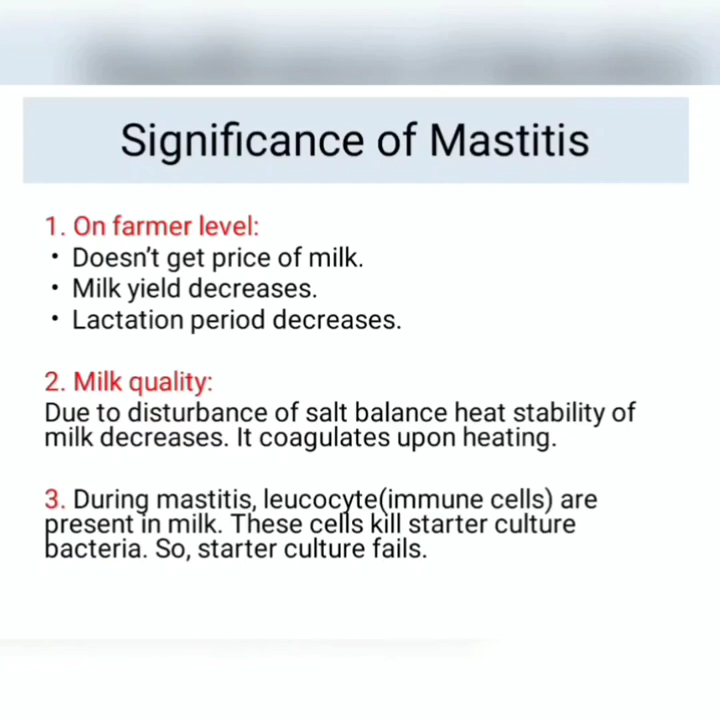 Significance of Mastitis
1. On farmer level:
• Doesn't get price of milk.
• Milk yield decreases.
• Lactation period decreases.
2. Milk quality:
Due to disturbance of salt balance heat stability of
milk decreases. It coagulates upon heating.
3. During mastitis, leucocyte(immune cells) are
present in milk. These cells kill starter culture
bacteria. So, starter culture fails.